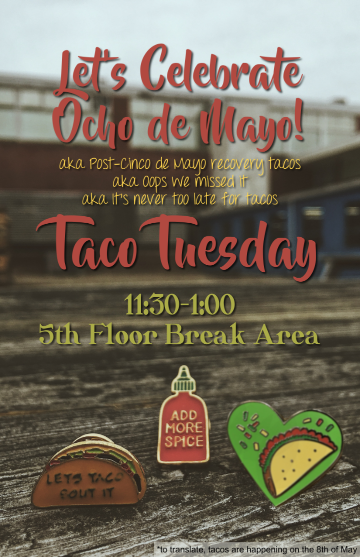 Let's Celebrate
Ocho de Mayo!
aka Post-Cinco de Mayo recovery tacos
aka Oops we missed it
aka It's never too late for tacos
Taco Tuesday
11:30-1:00
5th Floor Break Area
ADD
MORE
SPICE
LETS TACO
BOUT IT
*to translate, tacos are happening on the 8th of May